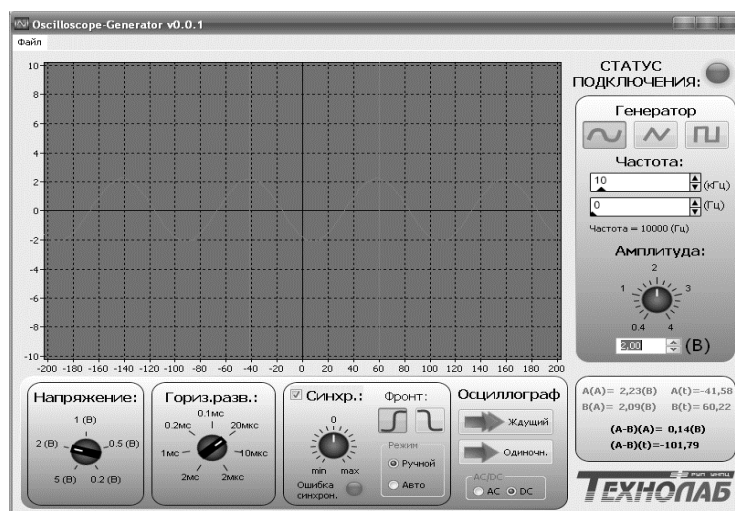 Oscilloscope-Generator v0.0.1
Файл
10
8
6
4
2
0
-2
-4
-6
-8
-10
-200 -180 -160 -140 -120 -100 -80 -60 -40 -20 0 20 40 60 80 100 120 140 160 180 200
СТАТУС
ПОДКЛЮЧЕНИЯ:
Генератор
Частота:
10 (кГц)
0 (Гц)
Частота = 10000 (Гц)
Амплитуда:
2
1 3
0.4 4
2,00 (В)
Напряжение:
1 (В)
2 (В) 0.5 (В)
5 (В) 0.2 (В)
Гориз.разв.:
0.1мс
0.2мс 20мкс
1мс 10мкс
2мс 2мкс
Синхр.:
0
min max
Ошибка
синхрон.
Фронт:
Режим
Ручной
Авто
Осциллограф
Ждущий
Одиночн.
AC/DC
AC DC
A(A)= 2,23(В) A(t)=-41,58
B(A)= 2,09(В) B(t)= 60,22
(A-B)(A)= 0,14(В)
(A-B)(t)=-101,79
РУП УНПЦ
ТЕХНОЛАБ